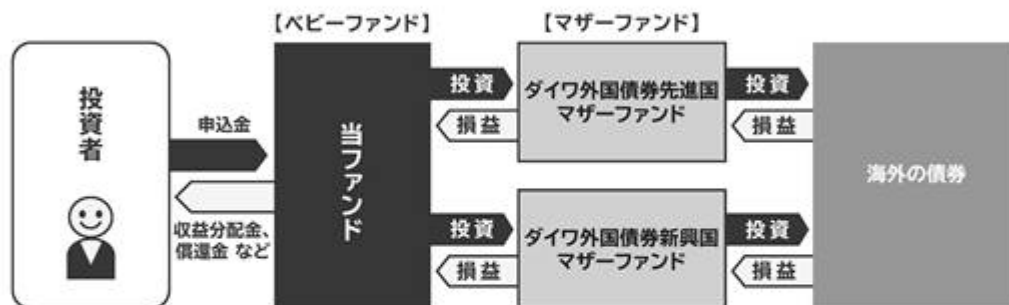 【ベビーファンド】
【マザーファンド】
投資者
申込金
収益分配金、
償還金 など
当ファンド
投資
損益
ダイワ外国債券先進国
マザーファンド
投資
損益
投資
損益
ダイワ外国債券新興国
マザーファンド
投資
損益
海外の債券